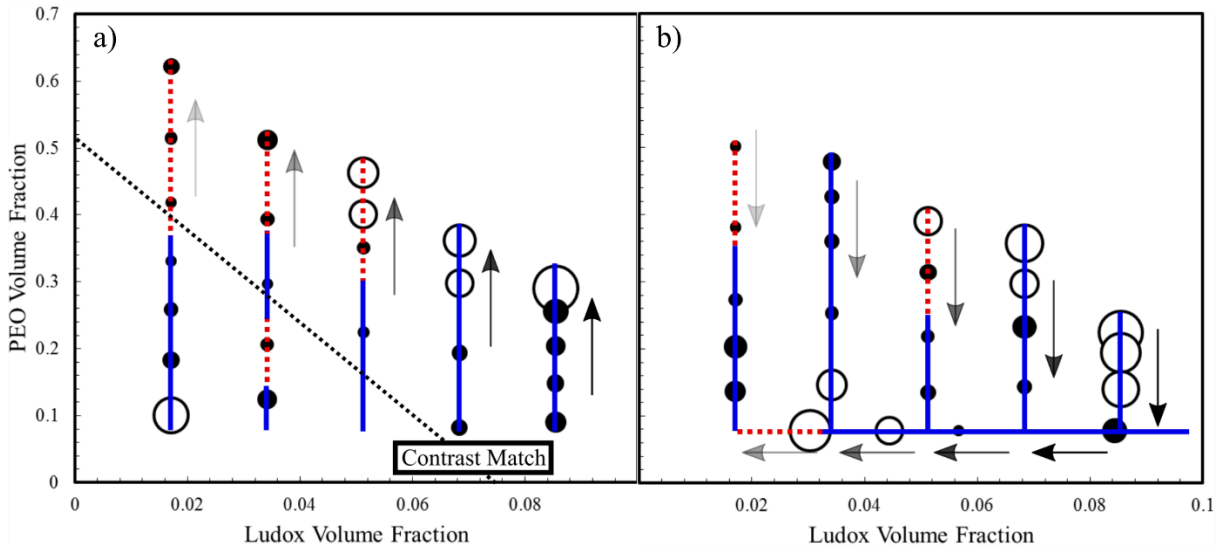 a)
b)
0.7
0.6
0.5
0.4
0.3
0.2
0.1
0
PEO Volume Fraction
Contrast Match
0 0.02 0.04 0.06 0.08
0.02 0.04 0.06 0.08 0.1
Ludox Volume Fraction
Ludox Volume Fraction